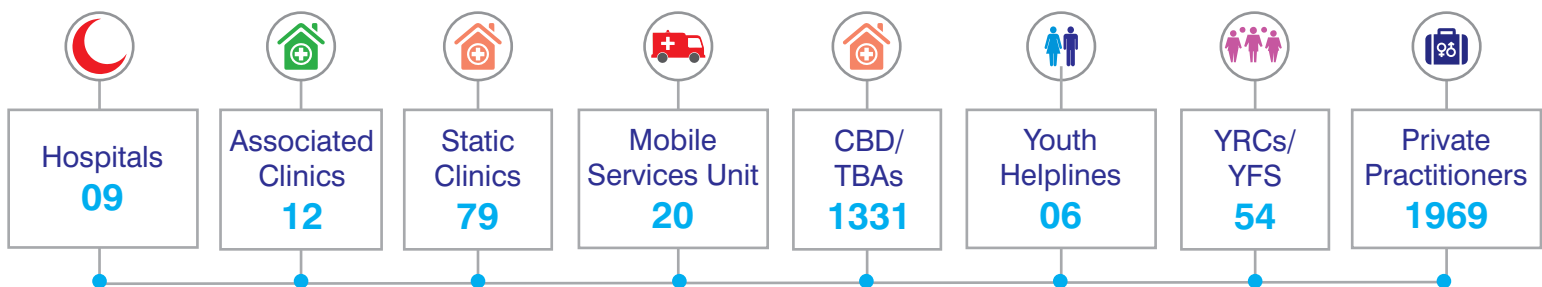 Hospitals
09
Associated
Clinics
12
Static
Clinics
79
Mobile
Services Unit
20
CBD/
TBAs
1331
Youth
Helplines
06
YRCs/
YFS
54
Private
Practitioners
1969